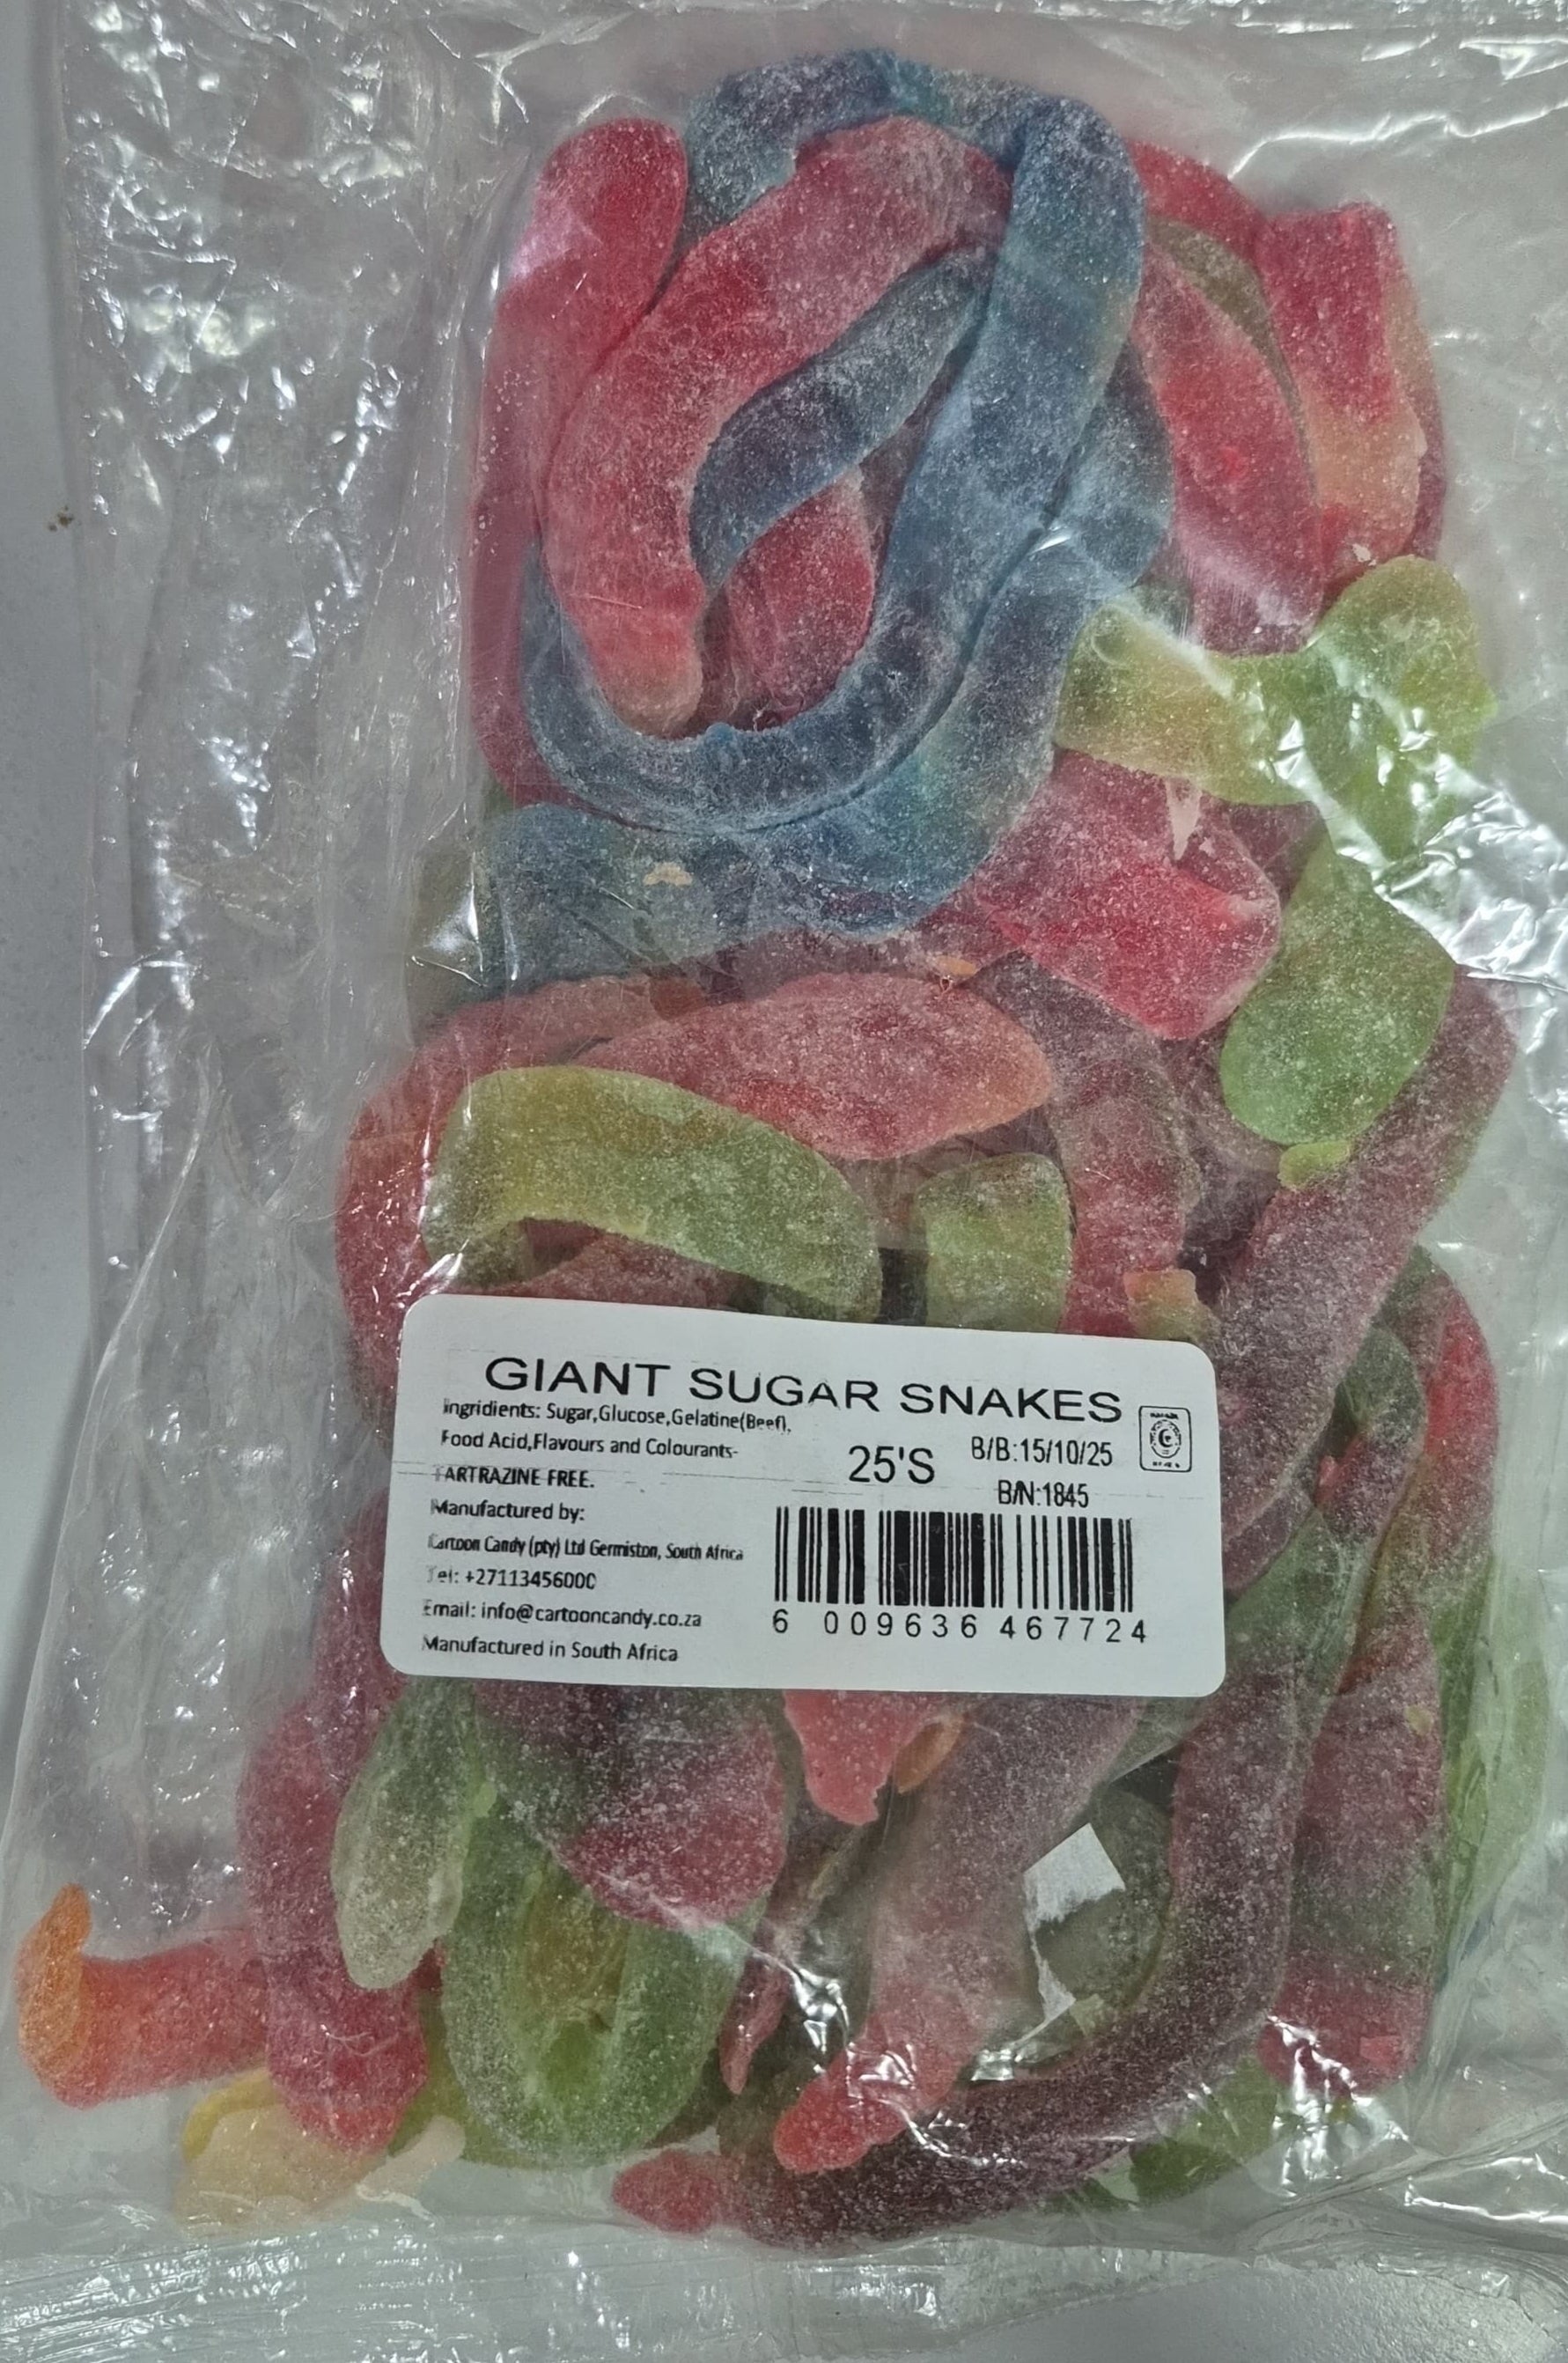 GIANT SUGAR SNAKES
Ingridients: Sugar,Glucose,Gelatine(Beef),
Food Acid,Flavours and Colourants-
TARTRAZINE FREE.
25'S
B/B:15/10/25
B/N:1845
Manufactured by:
Cartoon Candy (pty) Ltd Germiston, South Africa
Tel: +27113456000
Email: info@cartooncandy.co.za
Manufactured in South Africa
6 009636 467724